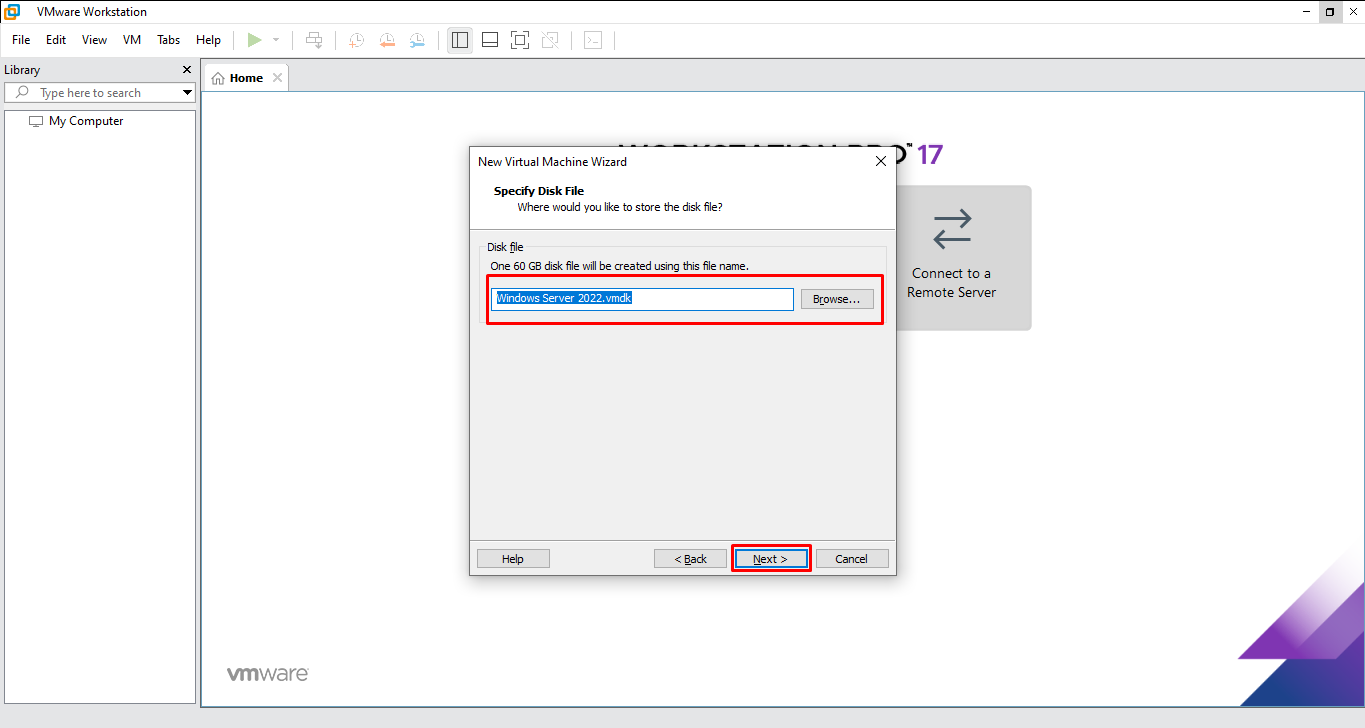 VMware Workstation
File Edit View VM Tabs Help
Library
Type here to search
My Computer
Home
WORKSTATION PRO™ 17
New Virtual Machine Wizard
Specify Disk File
Where would you like to store the disk file?
Disk file
One 60 GB disk file will be created using this file name.
Windows Server 2022.vmdk
Browse...
Connect to a
Remote Server
Help
< Back
Next >
Cancel
vmware